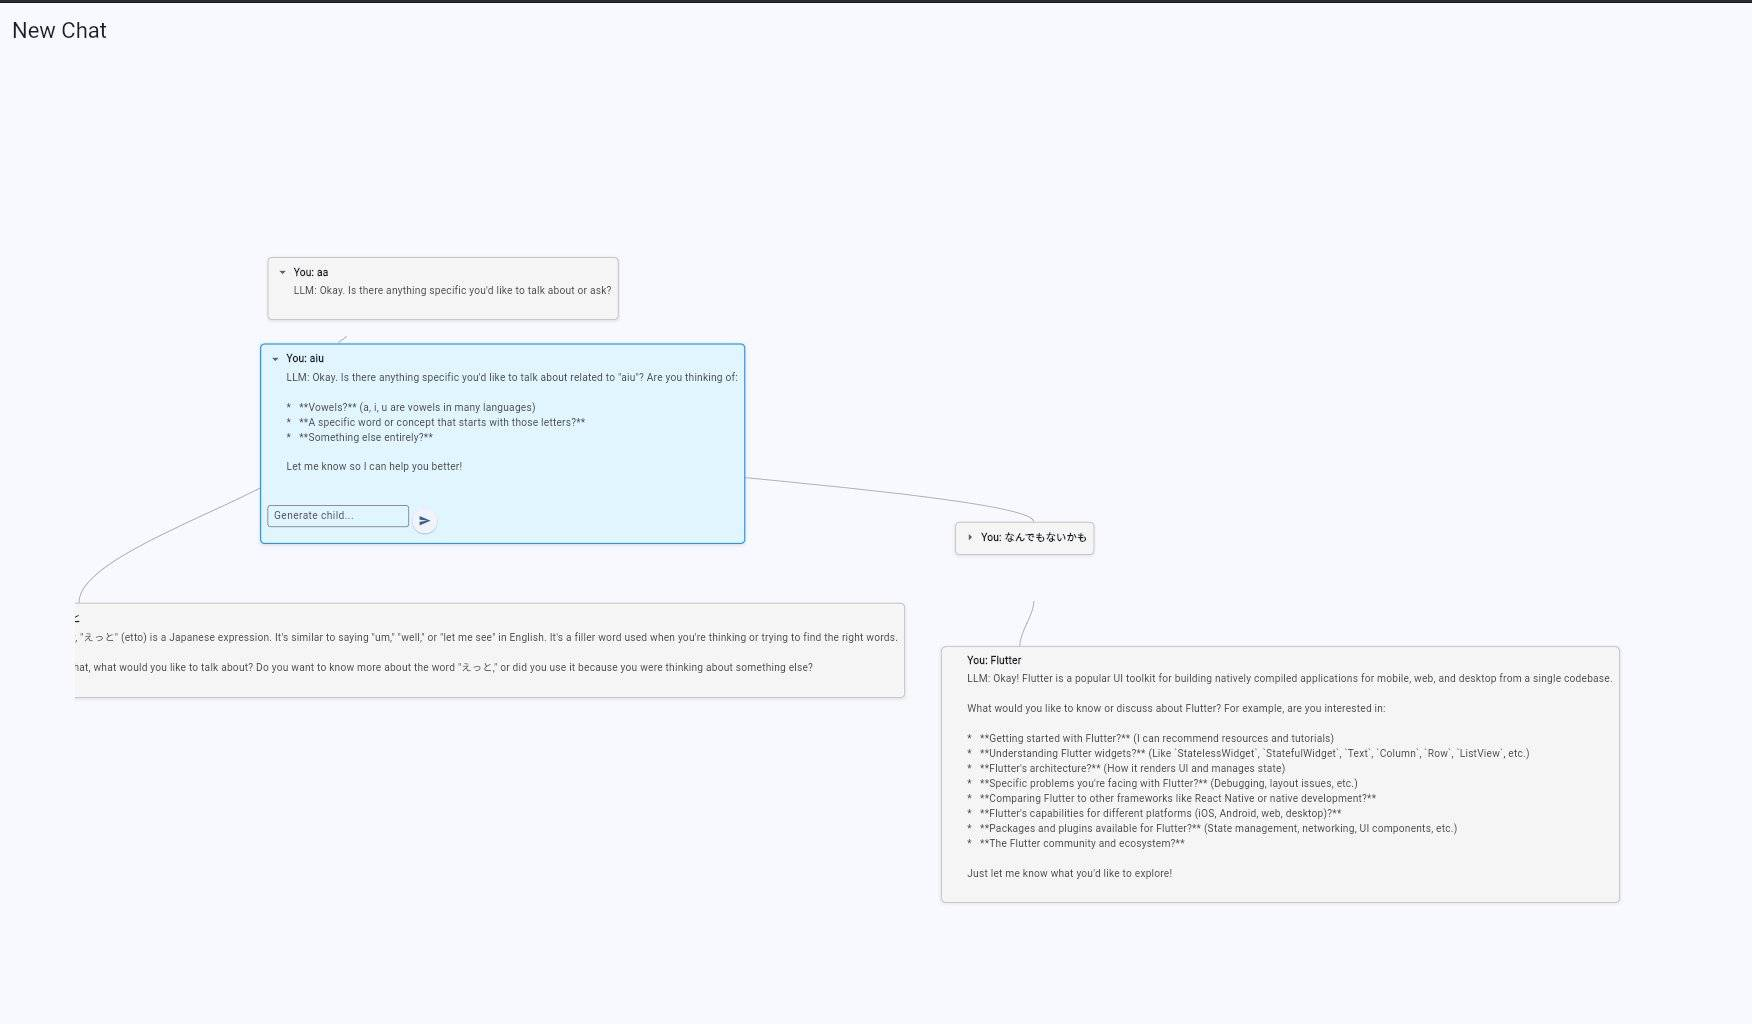 New Chat
You: aa
LLM: Okay. Is there anything specific you'd like to talk about or ask?
You: aiu
LLM: Okay. Is there anything specific you'd like to talk about related to "aiu"? Are you thinking of:
* **Vowels?** (a, i, u are vowels in many languages)
* **A specific word or concept that starts with those letters?**
* **Something else entirely?**
Let me know so I can help you better!
Generate child...
You: なんでもないかも
, "えっと" (etto) is a Japanese expression. It's similar to saying "um," "well," or "let me see" in English. It's a filler word used when you're thinking or trying to find the right words.
what would you like to talk about? Do you want to know more about the word "えっと," or did you use it because you were thinking about something else?
You: Flutter
LLM: Okay! Flutter is a popular UI toolkit for building natively compiled applications for mobile, web, and desktop from a single codebase.
What would you like to know or discuss about Flutter? For example, are you interested in:
* **Getting started with Flutter?** (I can recommend resources and tutorials)
* **Understanding Flutter widgets?** (Like `StatelessWidget`, `StatefulWidget`, `Text`, `Column`, `Row`, `ListView`, etc.)
* **Flutter's architecture?** (How it renders UI and manages state)
* **Specific problems you're facing with Flutter?** (Debugging, layout issues, etc.)
* **Comparing Flutter to other frameworks like React Native or native development?**
* **Flutter's capabilities for different platforms (iOS, Android, web, desktop)?**
* **Packages and plugins available for Flutter?** (State management, networking, UI components, etc.)
* **The Flutter community and ecosystem?**
Just let me know what you'd like to explore!